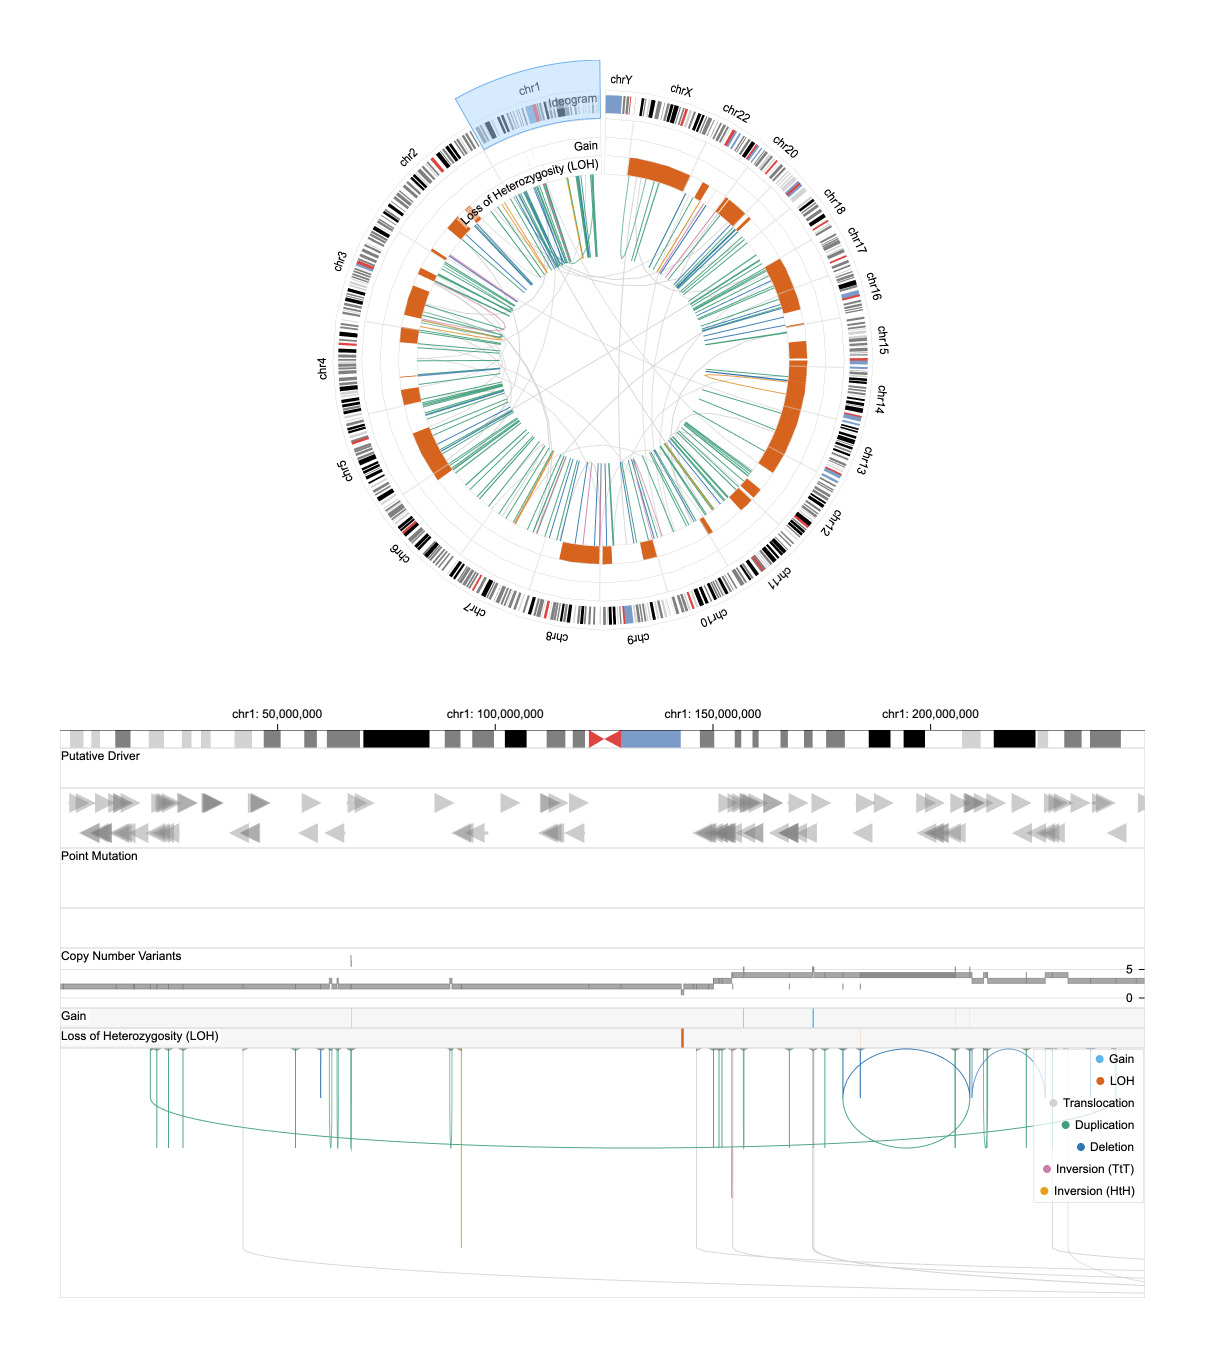 chr1
Ideogram
chrY
chrX
chr22
chr20
chr18
chr17
chr16
chr15
chr14
chr13
chr12
chr11
chr10
chr9
chr8
chr7
chr6
chr5
chr4
chr3
chr2
Gain
Loss of Heterozygosity (LOH)
chr1: 50,000,000 chr1: 100,000,000 chr1: 150,000,000 chr1: 200,000,000
Putative Driver
Point Mutation
Copy Number Variants
5
0
Gain
Loss of Heterozygosity (LOH)
Gain
LOH
Translocation
Duplication
Deletion
Inversion (TtT)
Inversion (HtH)